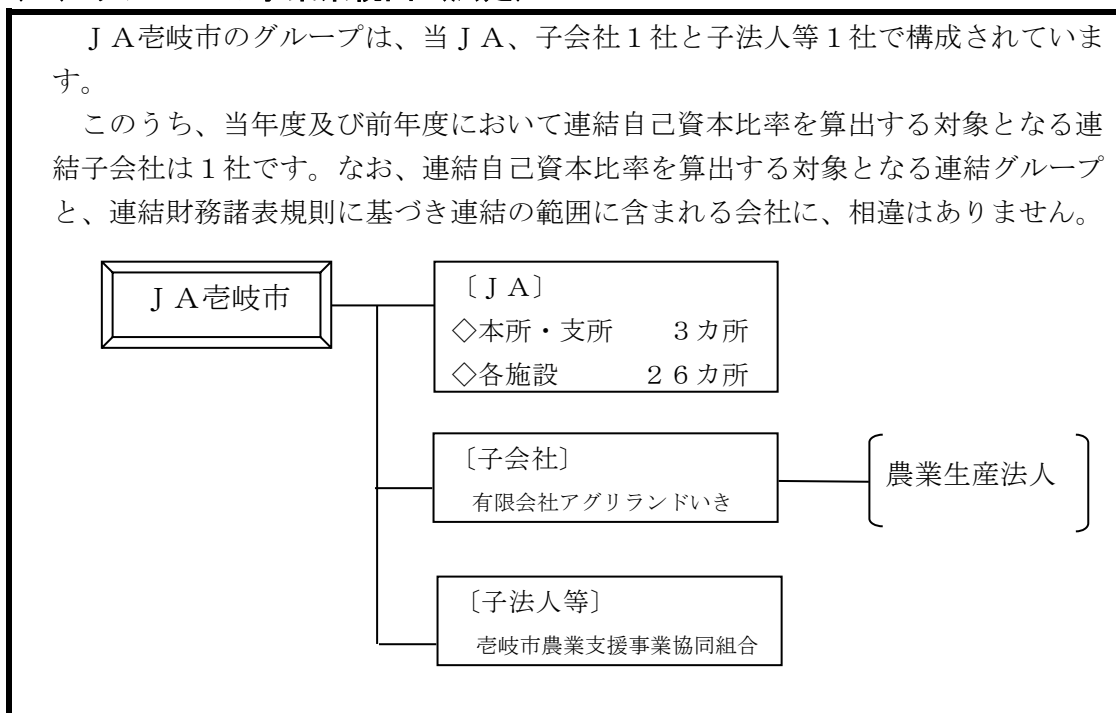 ＪＡ壱岐市のグループは、当ＪＡ、子会社１社と子法人等１社で構成されていま
す。
このうち、当年度及び前年度において連結自己資本比率を算出する対象となる連
結子会社は１社です。なお、連結自己資本比率を算出する対象となる連結グループ
と、連結財務諸表規則に基づき連結の範囲に含まれる会社に、相違はありません。
ＪＡ壱岐市
〔ＪＡ〕
◇本所・支所　　３カ所
◇各施設　　　２６カ所
〔子会社〕
有限会社アグリランドいき
農業生産法人
〔子法人等〕
壱岐市農業支援事業協同組合